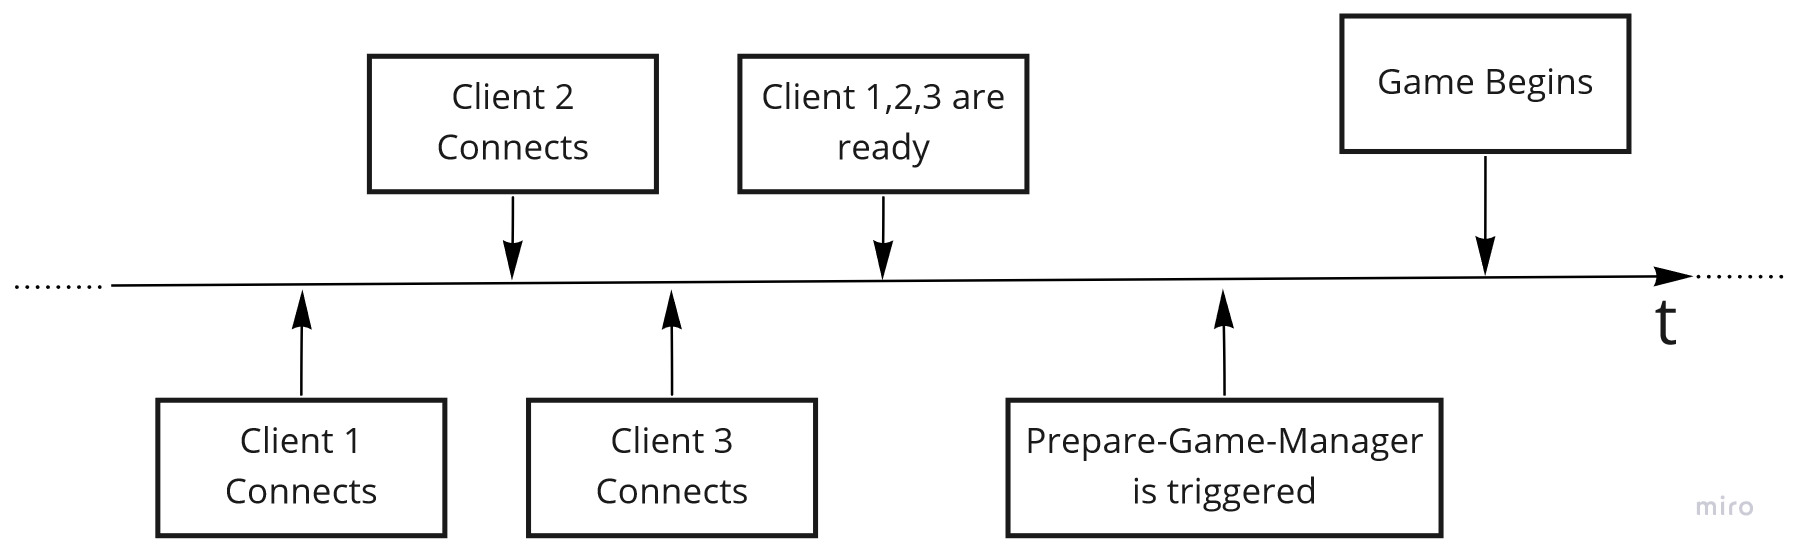 Client 2
Connects
Client 1,2,3 are
ready
Game Begins
t
Client 1
Connects
Client 3
Connects
Prepare-Game-Manager
is triggered
miro